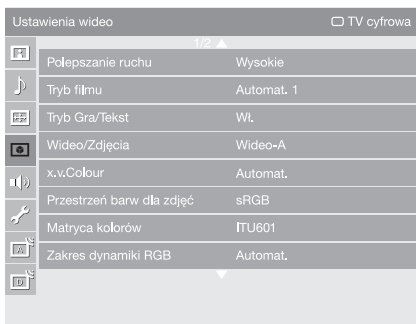 Ustawienia wideo TV cyfrowa
1/2
Polepszanie ruchu Wysokie
Tryb filmu Automat. 1
Tryb Gra/Tekst Wł.
Wideo/Zdjęcia Wideo-A
x.v.Colour Automat.
Przestrzeń barw dla zdjęć sRGB
Matryca kolorów ITU601
Zakres dynamiki RGB Automat.
A
D